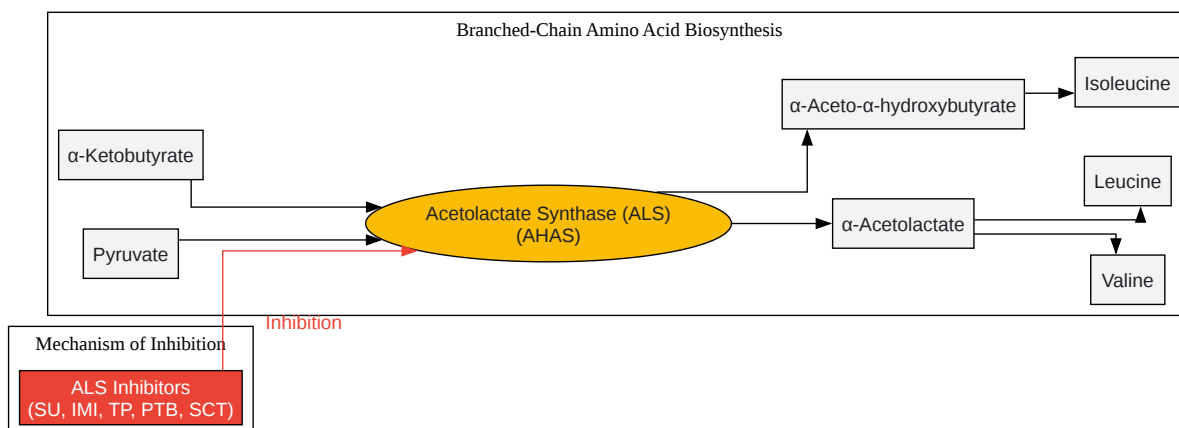 Branched-Chain Amino Acid Biosynthesis
Isoleucine
α-Aceto-α-hydroxybutyrate
α-Ketobutyrate
Leucine
Acetolactate Synthase (ALS)
(AHAS)
α-Acetolactate
Pyruvate
Valine
Inhibition
Mechanism of Inhibition
ALS Inhibitors
(SU, IMI, TP, PTB, SCT)